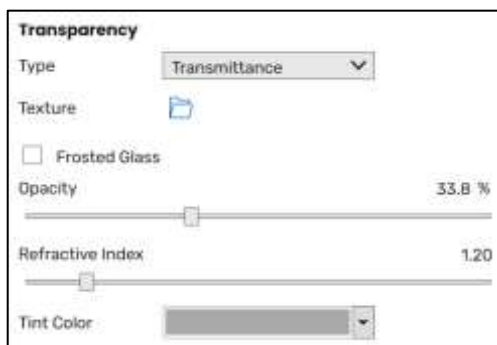 Transparency
Type Transmittance
Texture
Frosted Glass
Opacity 33.8 %
Refractive Index 1.20
Tint Color